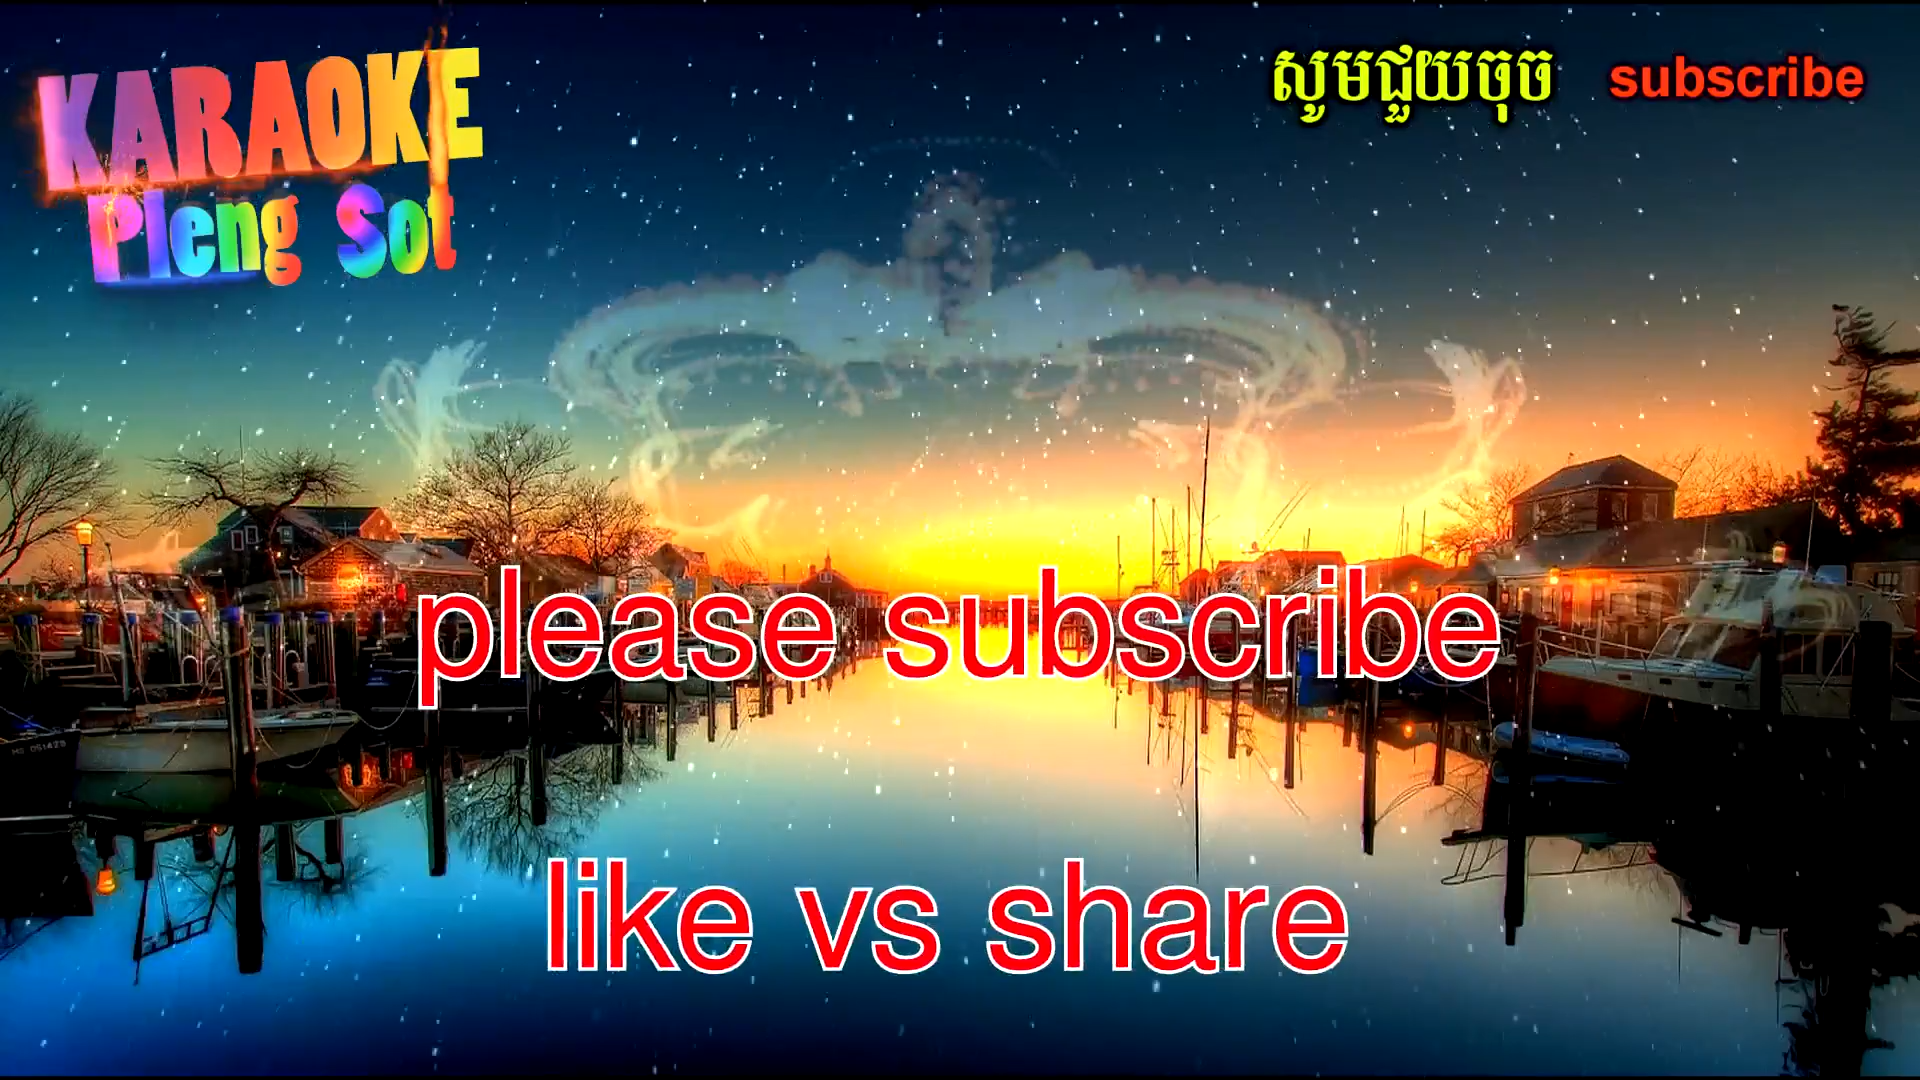 KARAOKE
Pleng Sot
សូមជួយចុច subscribe
please subscribe
like vs share